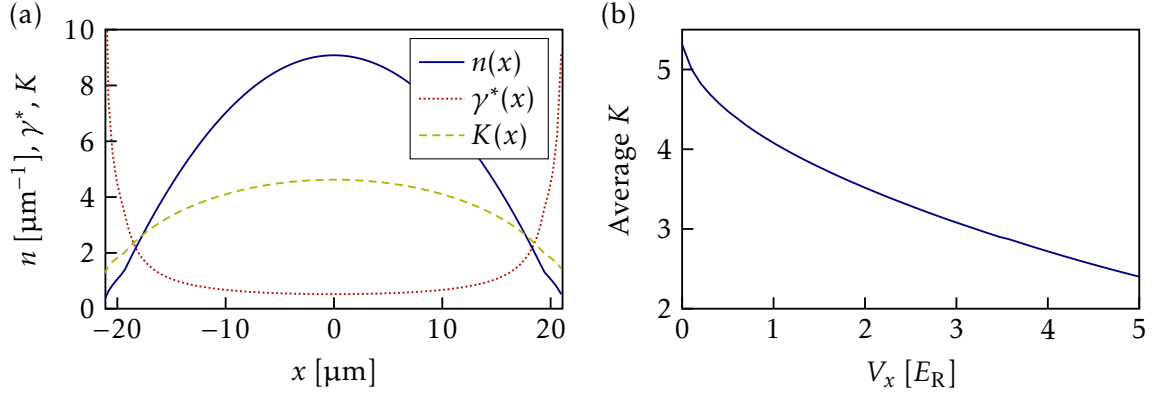 (a)
n [μm⁻¹], γ*, K
10
8
6
4
2
0
−20
−10
0
10
20
x [μm]
n(x)
γ*(x)
K(x)
(b)
Average K
5
4
3
2
0
1
2
3
4
5
Vₓ [E_R]